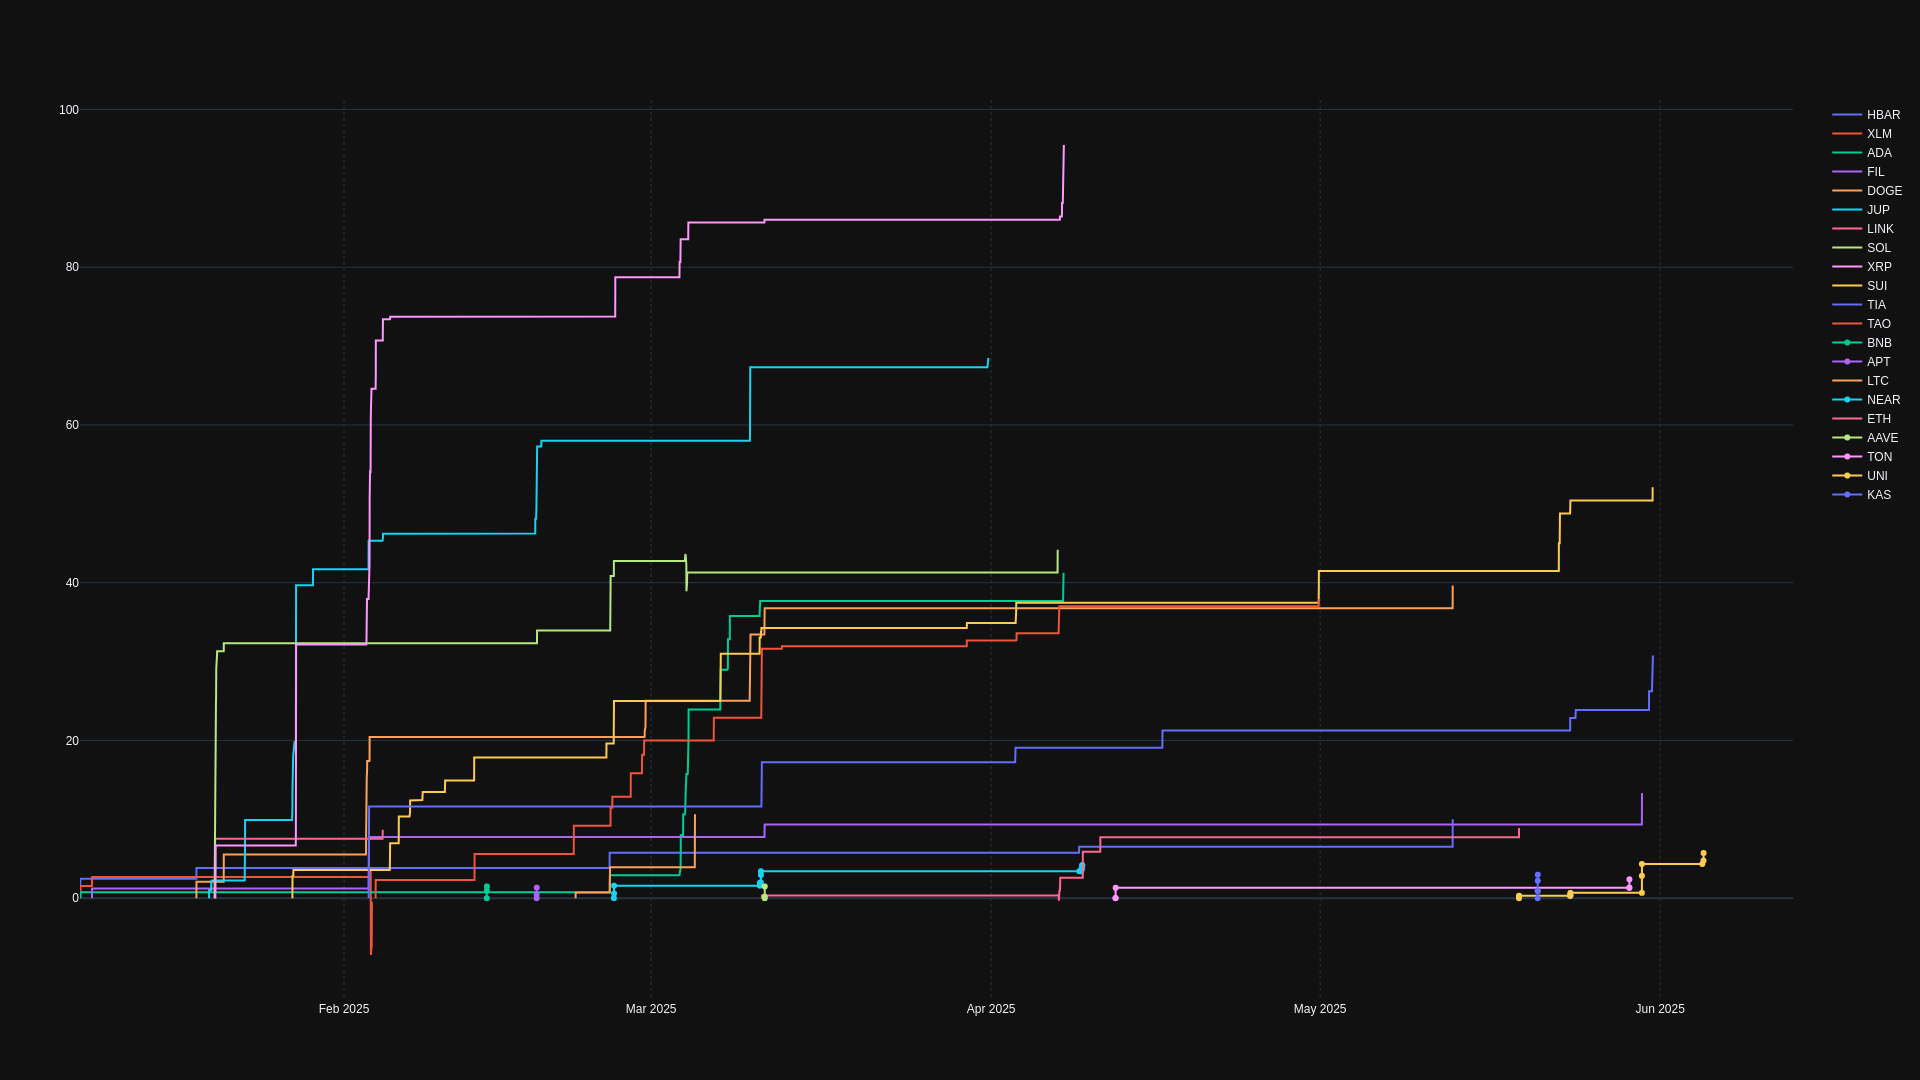 100
80
60
40
20
0
Feb 2025
Mar 2025
Apr 2025
May 2025
Jun 2025
HBAR
XLM
ADA
FIL
DOGE
JUP
LINK
SOL
XRP
SUI
TIA
TAO
BNB
APT
LTC
NEAR
ETH
AAVE
TON
UNI
KAS